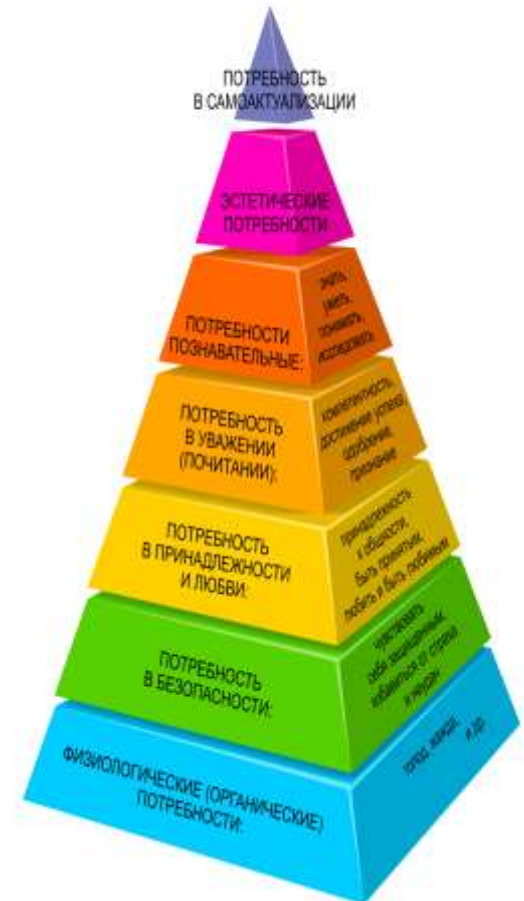 ПОТРЕБНОСТЬ
В САМОАКТУАЛИЗАЦИИ
ЭСТЕТИЧЕСКИЕ
ПОТРЕБНОСТИ
ПОТРЕБНОСТИ
ПОЗНАВАТЕЛЬНЫЕ:
знать,
уметь,
понимать,
исследовать
ПОТРЕБНОСТЬ
В УВАЖЕНИИ
(ПОЧИТАНИИ):
компетентность,
достижение успеха
одобрение,
признание
ПОТРЕБНОСТЬ
В ПРИНАДЛЕЖНОСТИ
И ЛЮБВИ:
принадлежность
к общности,
быть принятым,
любить и быть любимым
ПОТРЕБНОСТЬ
В БЕЗОПАСНОСТИ:
чувствовать
себя защищенным,
избавиться от страха
и неудач
ФИЗИОЛОГИЧЕСКИЕ (ОРГАНИЧЕСКИЕ)
ПОТРЕБНОСТИ:
голод, жажда
и др.